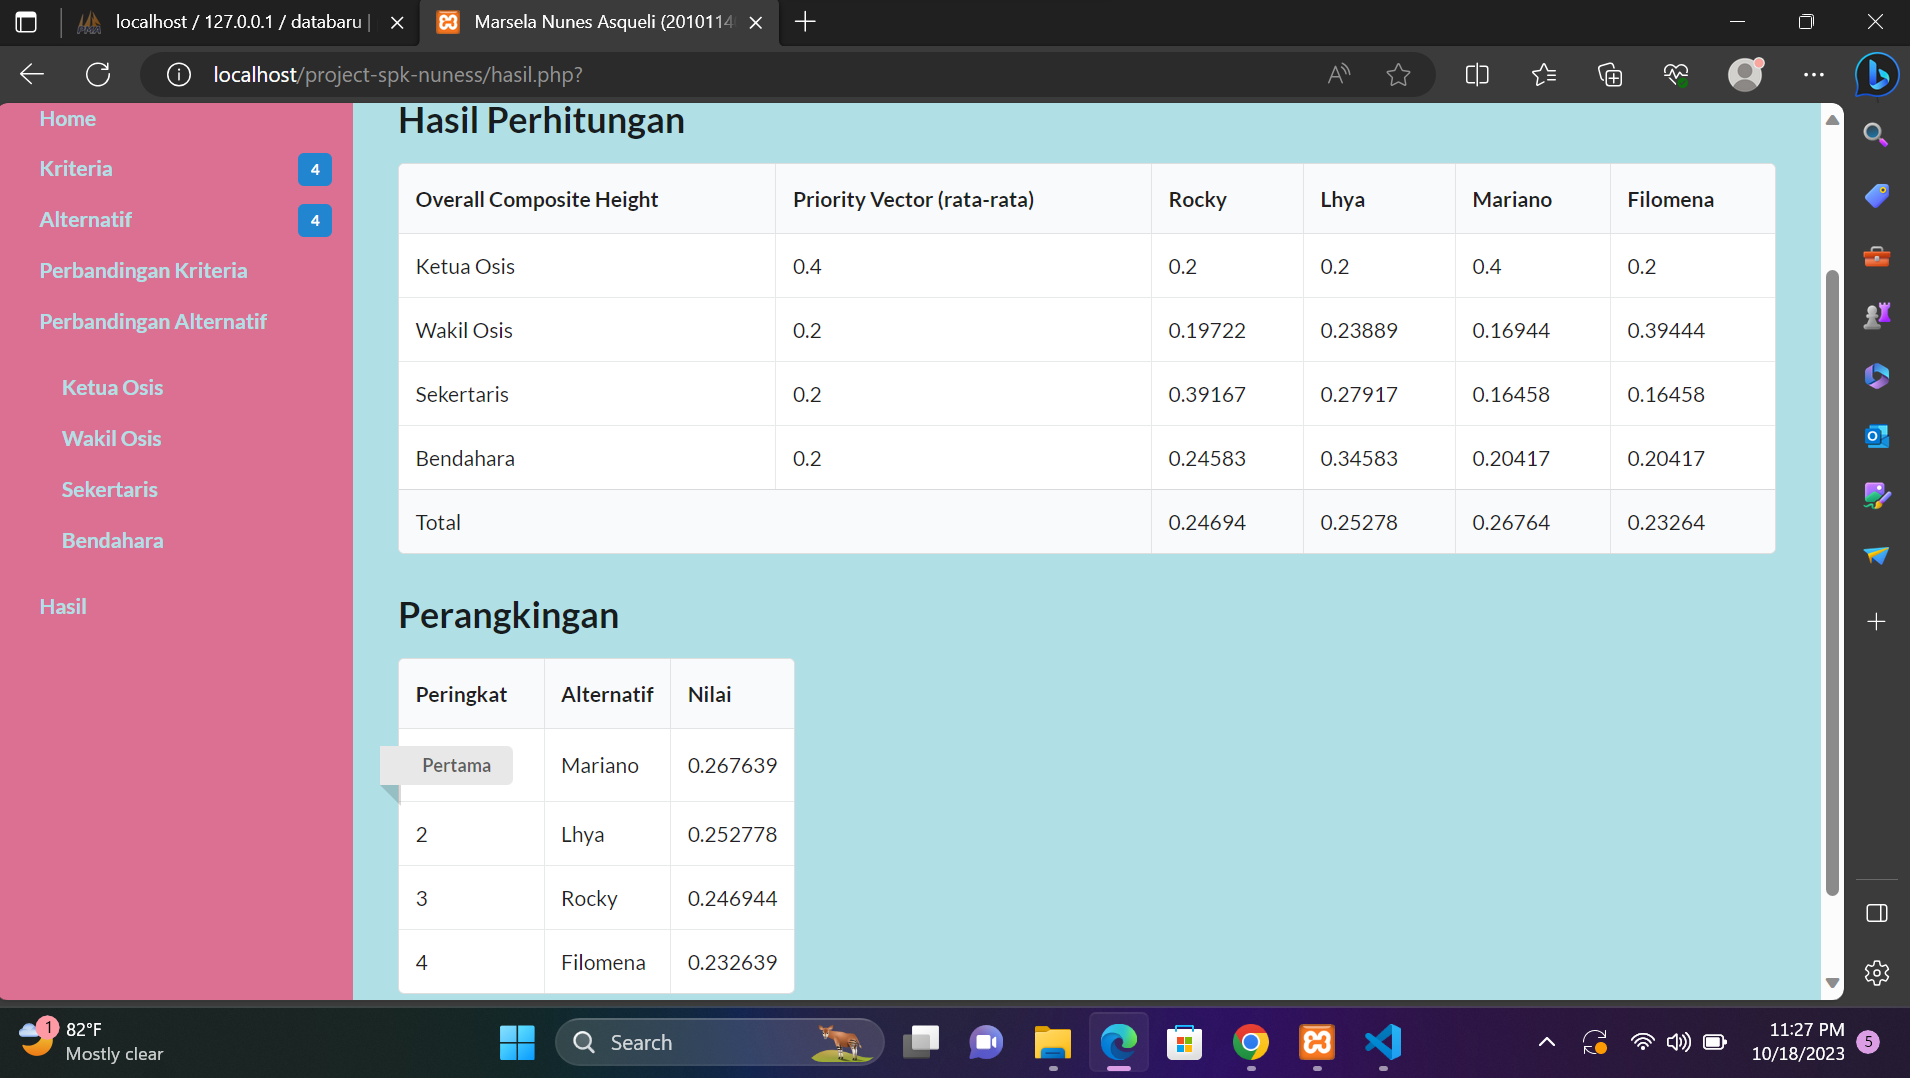 localhost / 127.0.0.1 / databaru |
Marsela Nunes Asqueli (20101140
localhost/project-spk-nuness/hasil.php?
Home
Kriteria 4
Alternatif 4
Perbandingan Kriteria
Perbandingan Alternatif
Ketua Osis
Wakil Osis
Sekertaris
Bendahara
Hasil
Hasil Perhitungan
Overall Composite Height Priority Vector (rata-rata) Rocky Lhya Mariano Filomena
Ketua Osis 0.4 0.2 0.2 0.4 0.2
Wakil Osis 0.2 0.19722 0.23889 0.16944 0.39444
Sekertaris 0.2 0.39167 0.27917 0.16458 0.16458
Bendahara 0.2 0.24583 0.34583 0.20417 0.20417
Total 0.24694 0.25278 0.26764 0.23264
Perangkingan
Peringkat Alternatif Nilai
Pertama Mariano 0.267639
2 Lhya 0.252778
3 Rocky 0.246944
4 Filomena 0.232639
1
82°F
Mostly clear
Search
11:27 PM
10/18/2023
5